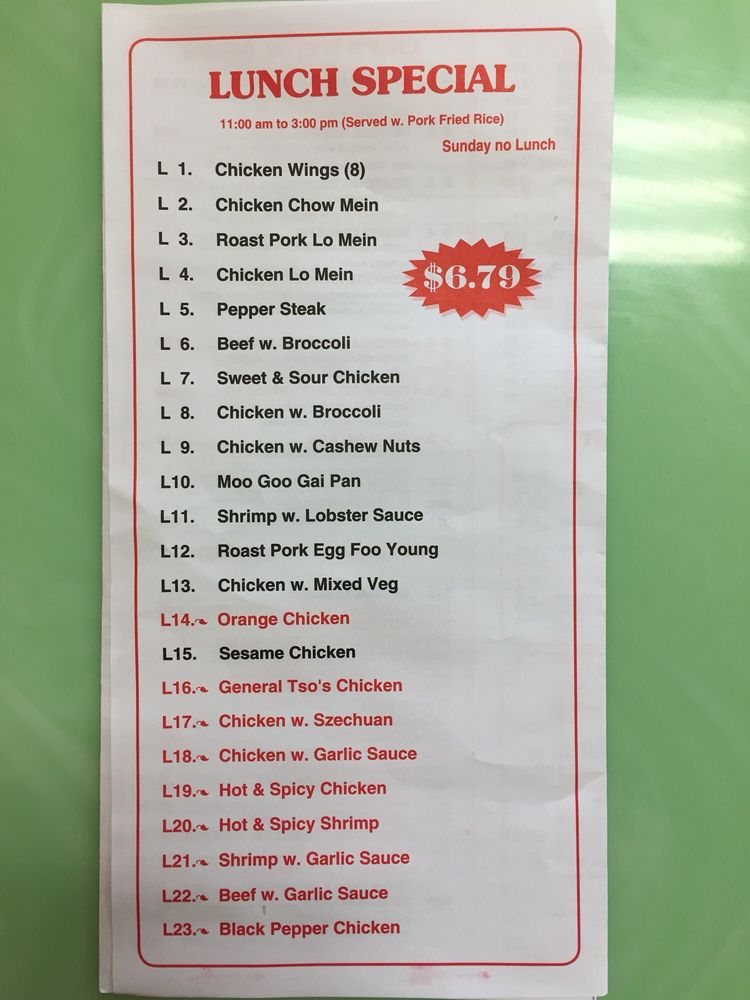 LUNCH SPECIAL
11:00 am to 3:00 pm (Served w. Pork Fried Rice)
Sunday no Lunch
L 1. Chicken Wings (8)
L 2. Chicken Chow Mein
L 3. Roast Pork Lo Mein
L 4. Chicken Lo Mein
$6.79
L 5. Pepper Steak
L 6. Beef w. Broccoli
L 7. Sweet & Sour Chicken
L 8. Chicken w. Broccoli
L 9. Chicken w. Cashew Nuts
L10. Moo Goo Gai Pan
L11. Shrimp w. Lobster Sauce
L12. Roast Pork Egg Foo Young
L13. Chicken w. Mixed Veg
L14. Orange Chicken
L15. Sesame Chicken
L16. General Tso's Chicken
L17. Chicken w. Szechuan
L18. Chicken w. Garlic Sauce
L19. Hot & Spicy Chicken
L20. Hot & Spicy Shrimp
L21. Shrimp w. Garlic Sauce
L22. Beef w. Garlic Sauce
L23. Black Pepper Chicken